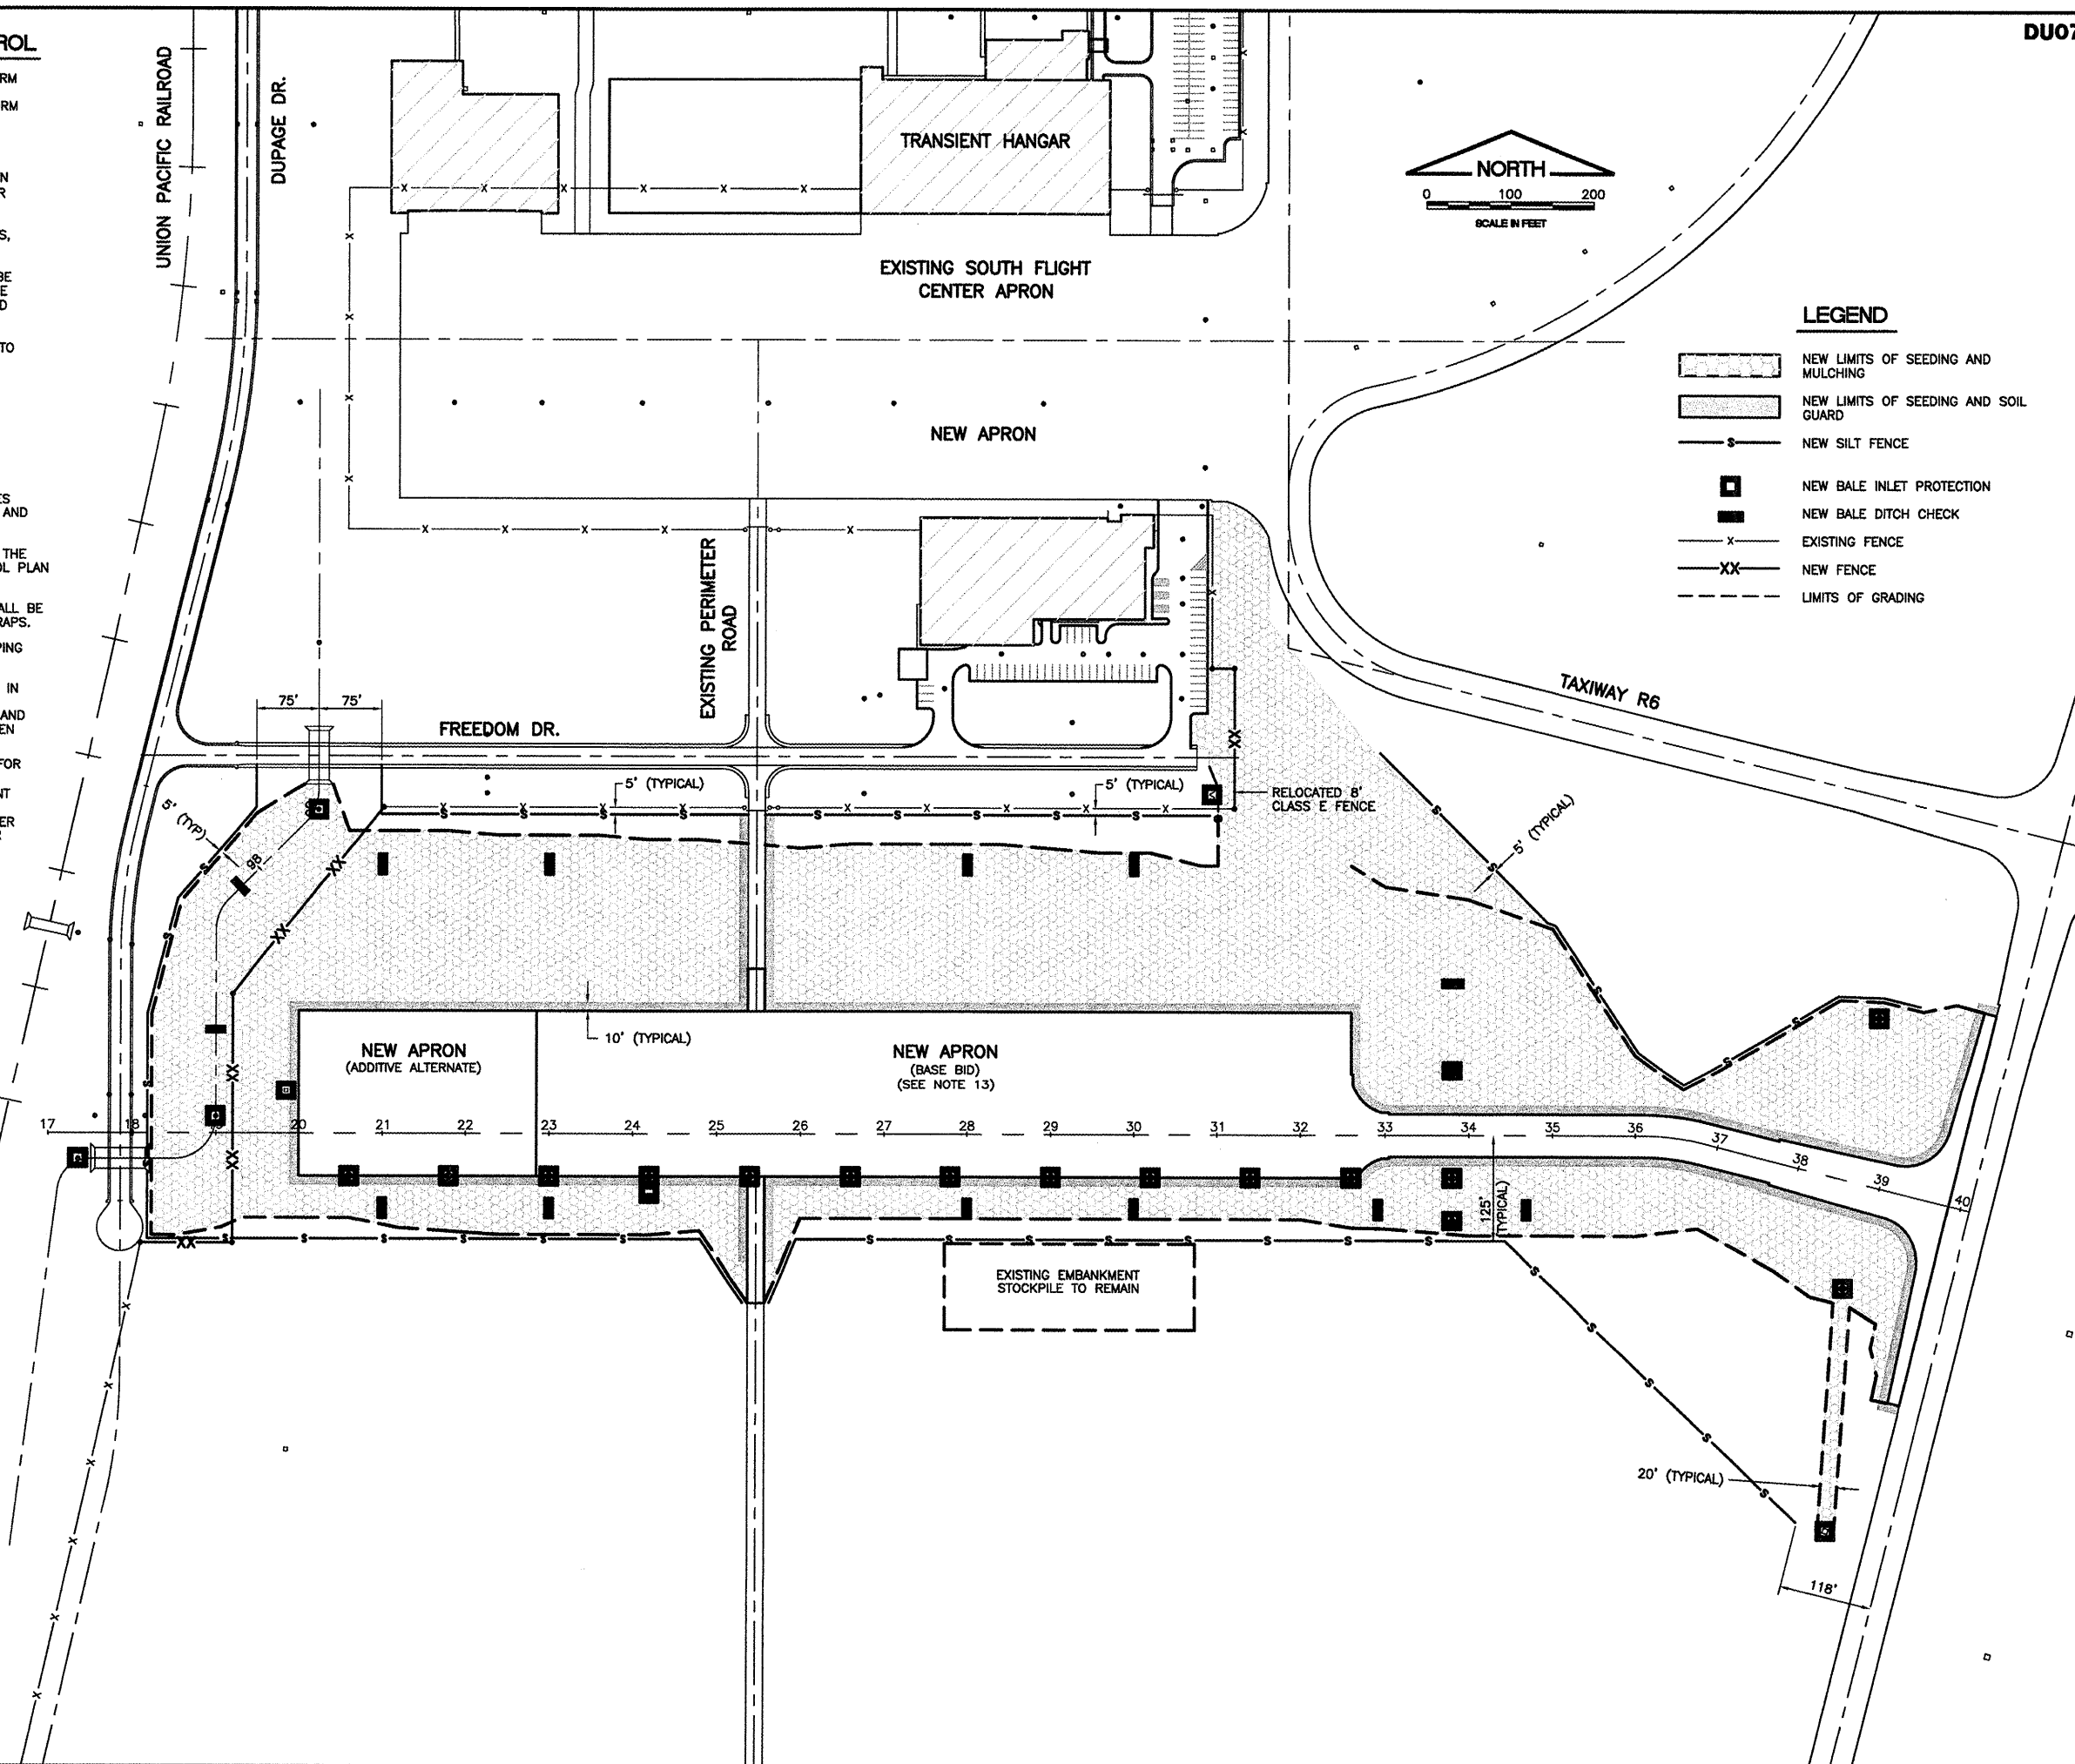 DU07
ROL
RM
RM
N
R
S,
BE
E
D
TO
ES
AND
THE
OL PLAN
ALL BE
RAPS.
PING
IN
AND
EN
FOR
NT
ER
R
UNION PACIFIC RAILROAD
DUPAGE DR.
TRANSIENT HANGAR
NORTH
0 100 200
SCALE IN FEET
EXISTING SOUTH FLIGHT
CENTER APRON
NEW APRON
LEGEND
NEW LIMITS OF SEEDING AND
MULCHING
NEW LIMITS OF SEEDING AND SOIL
GUARD
S NEW SILT FENCE
NEW BALE INLET PROTECTION
NEW BALE DITCH CHECK
X EXISTING FENCE
XX NEW FENCE
LIMITS OF GRADING
EXISTING PERIMETER
ROAD
TAXIWAY R6
75' 75'
FREEDOM DR.
5' (TYPICAL)
5' (TYPICAL)
RELOCATED 8'
CLASS E FENCE
5' (TYP)
98
5' (TYPICAL)
10' (TYPICAL)
NEW APRON
(ADDITIVE ALTERNATE)
NEW APRON
(BASE BID)
(SEE NOTE 13)
17 18 20 21 22 23 24 25 26 27 28 29 30 31 32 33 34 35 36 37 38 39 40
125'
(TYPICAL)
EXISTING EMBANKMENT
STOCKPILE TO REMAIN
20' (TYPICAL)
118'